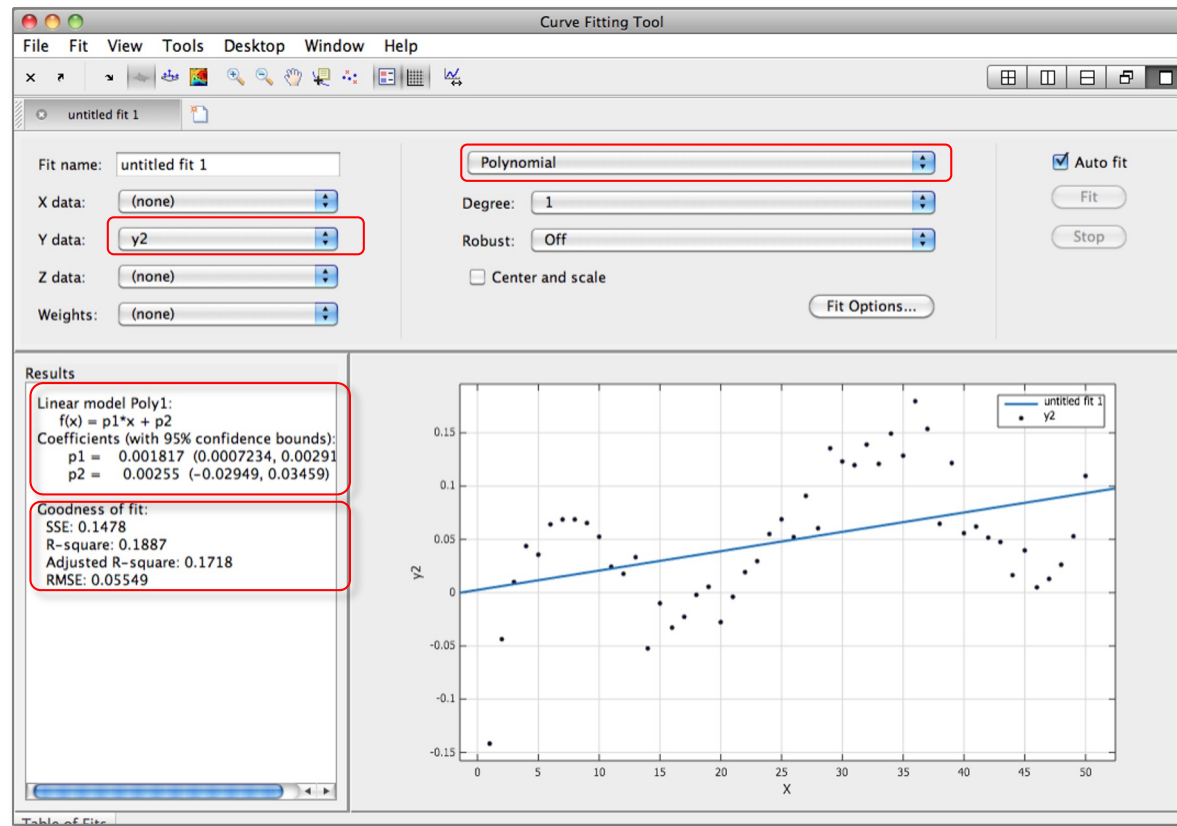 Curve Fitting Tool
File Fit View Tools Desktop Window Help
untitled fit 1
Fit name: untitled fit 1
X data: (none)
Y data: y2
Z data: (none)
Weights: (none)
Polynomial
Degree: 1
Robust: Off
Center and scale
Fit Options...
Auto fit
Fit
Stop
Results
Linear model Poly1:
f(x) = p1*x + p2
Coefficients (with 95% confidence bounds):
p1 = 0.001817 (0.0007234, 0.00291
p2 = 0.00255 (-0.02949, 0.03459)
Goodness of fit:
SSE: 0.1478
R-square: 0.1887
Adjusted R-square: 0.1718
RMSE: 0.05549
untitled fit 1
y2
0.15
0.1
0.05
0
-0.05
-0.1
-0.15
y2
0 5 10 15 20 25 30 35 40 45 50
X
Table of Fits